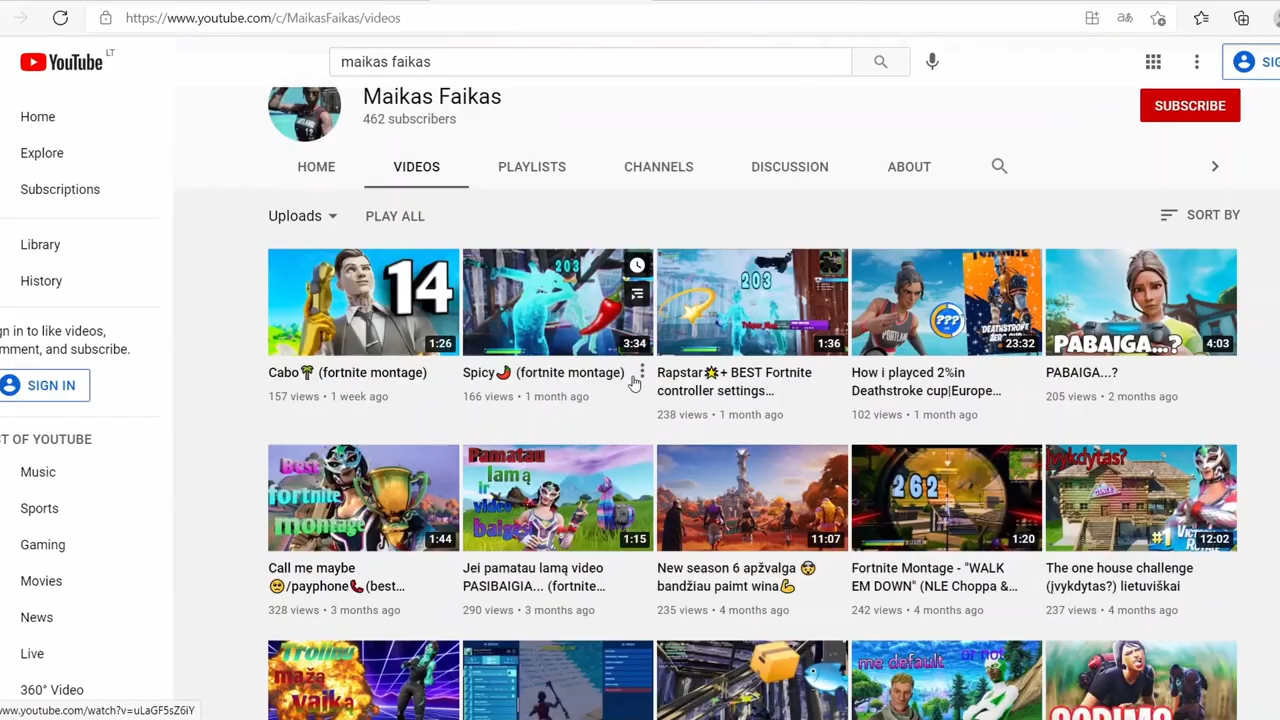 https://www.youtube.com/c/MaikasFaikas/videos
YouTube LT
maikas faikas
SIG
Maikas Faikas
462 subscribers
SUBSCRIBE
HOME VIDEOS PLAYLISTS CHANNELS DISCUSSION ABOUT
Uploads PLAY ALL SORT BY
Home
Explore
Subscriptions
Library
History
gn in to like videos,
mment, and subscribe.
SIGN IN
ST OF YOUTUBE
Music
Sports
Gaming
Movies
News
Live
360° Video
14
1:26
Cabo🌴 (fortnite montage)
157 views • 1 week ago
203
3:34
Spicy🌶️ (fortnite montage)
166 views • 1 month ago
203
1:36
Rapstar🌟+ BEST Fortnite
controller settings...
238 views • 1 month ago
PORTLAND
???
DEATHSTROKE
23:32
How i playced 2%in
Deathstroke cup|Europe...
102 views • 1 month ago
PABAIGA...?
4:03
PABAIGA...?
205 views • 2 months ago
Best
fortnite
montage
1:44
Call me maybe
🥺/payphone📞(best...
328 views • 3 months ago
Pamatau
lamą
ir
video
baigėsi
1:15
Jei pamatau lamą video
PASIBAIGIA... (fortnite...
290 views • 3 months ago
11:07
New season 6 apžvalga 🤯
bandžiau paimt wina💪
235 views • 4 months ago
262
1:20
Fortnite Montage - "WALK
EM DOWN" (NLE Choppa &...
242 views • 4 months ago
įvykdytas?
#1 VICTORY
12:02
The one house challenge
(įvykdytas?) lietuviškai
237 views • 4 months ago
Trolinu
mažą
vaiką
me default or not
www.youtube.com/watch?v=uLaGF5sZ6iY